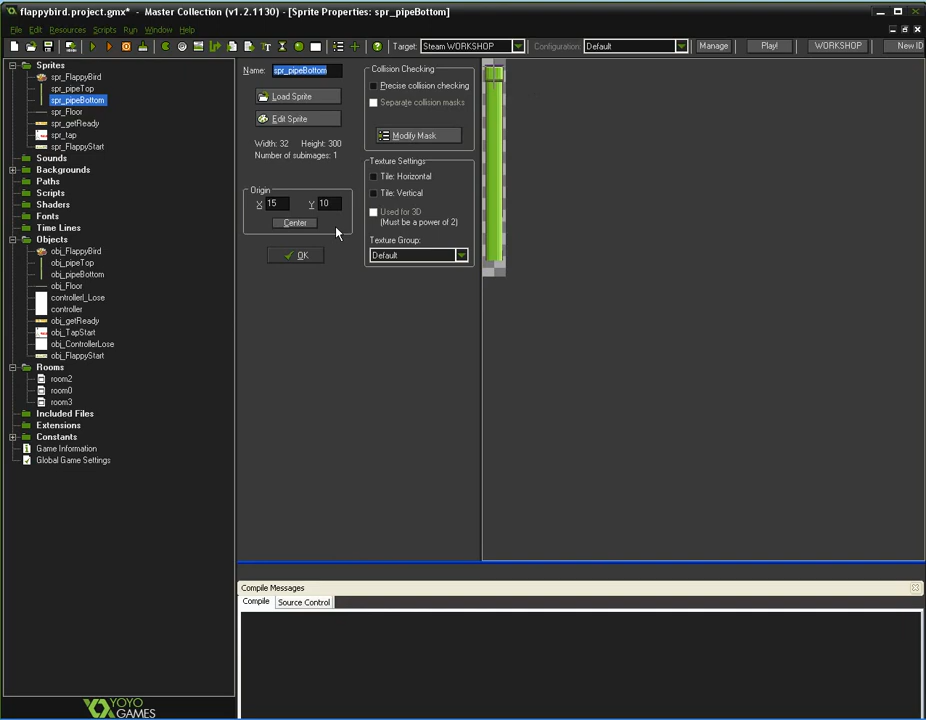 flappybird.project.gmx* - Master Collection (v1.2.1130) - [Sprite Properties: spr_pipeBottom]
File Edit Resources Scripts Run Window Help
Target: Steam WORKSHOP Configuration: Default Manage Play! WORKSHOP New ID
Sprites
spr_FlappyBird
spr_pipeTop
spr_pipeBottom
spr_Floor
spr_getReady
spr_tap
spr_FlappyStart
Sounds
Backgrounds
Paths
Scripts
Shaders
Fonts
Time Lines
Objects
obj_FlappyBird
obj_pipeTop
obj_pipeBottom
obj_Floor
controllerl_Lose
controller
obj_getReady
obj_TapStart
obj_ControllerLose
obj_FlappyStart
Rooms
room2
room0
room3
Included Files
Extensions
Constants
Game Information
Global Game Settings
YOYO
GAMES
Name: spr_pipeBottom
Load Sprite
Edit Sprite
Width: 32 Height: 300
Number of subimages: 1
Origin
X 15 Y 10
Center
OK
Collision Checking
Precise collision checking
Separate collision masks
Modify Mask
Texture Settings
Tile: Horizontal
Tile: Vertical
Used for 3D
(Must be a power of 2)
Texture Group:
Default
Compile Messages
Compile Source Control